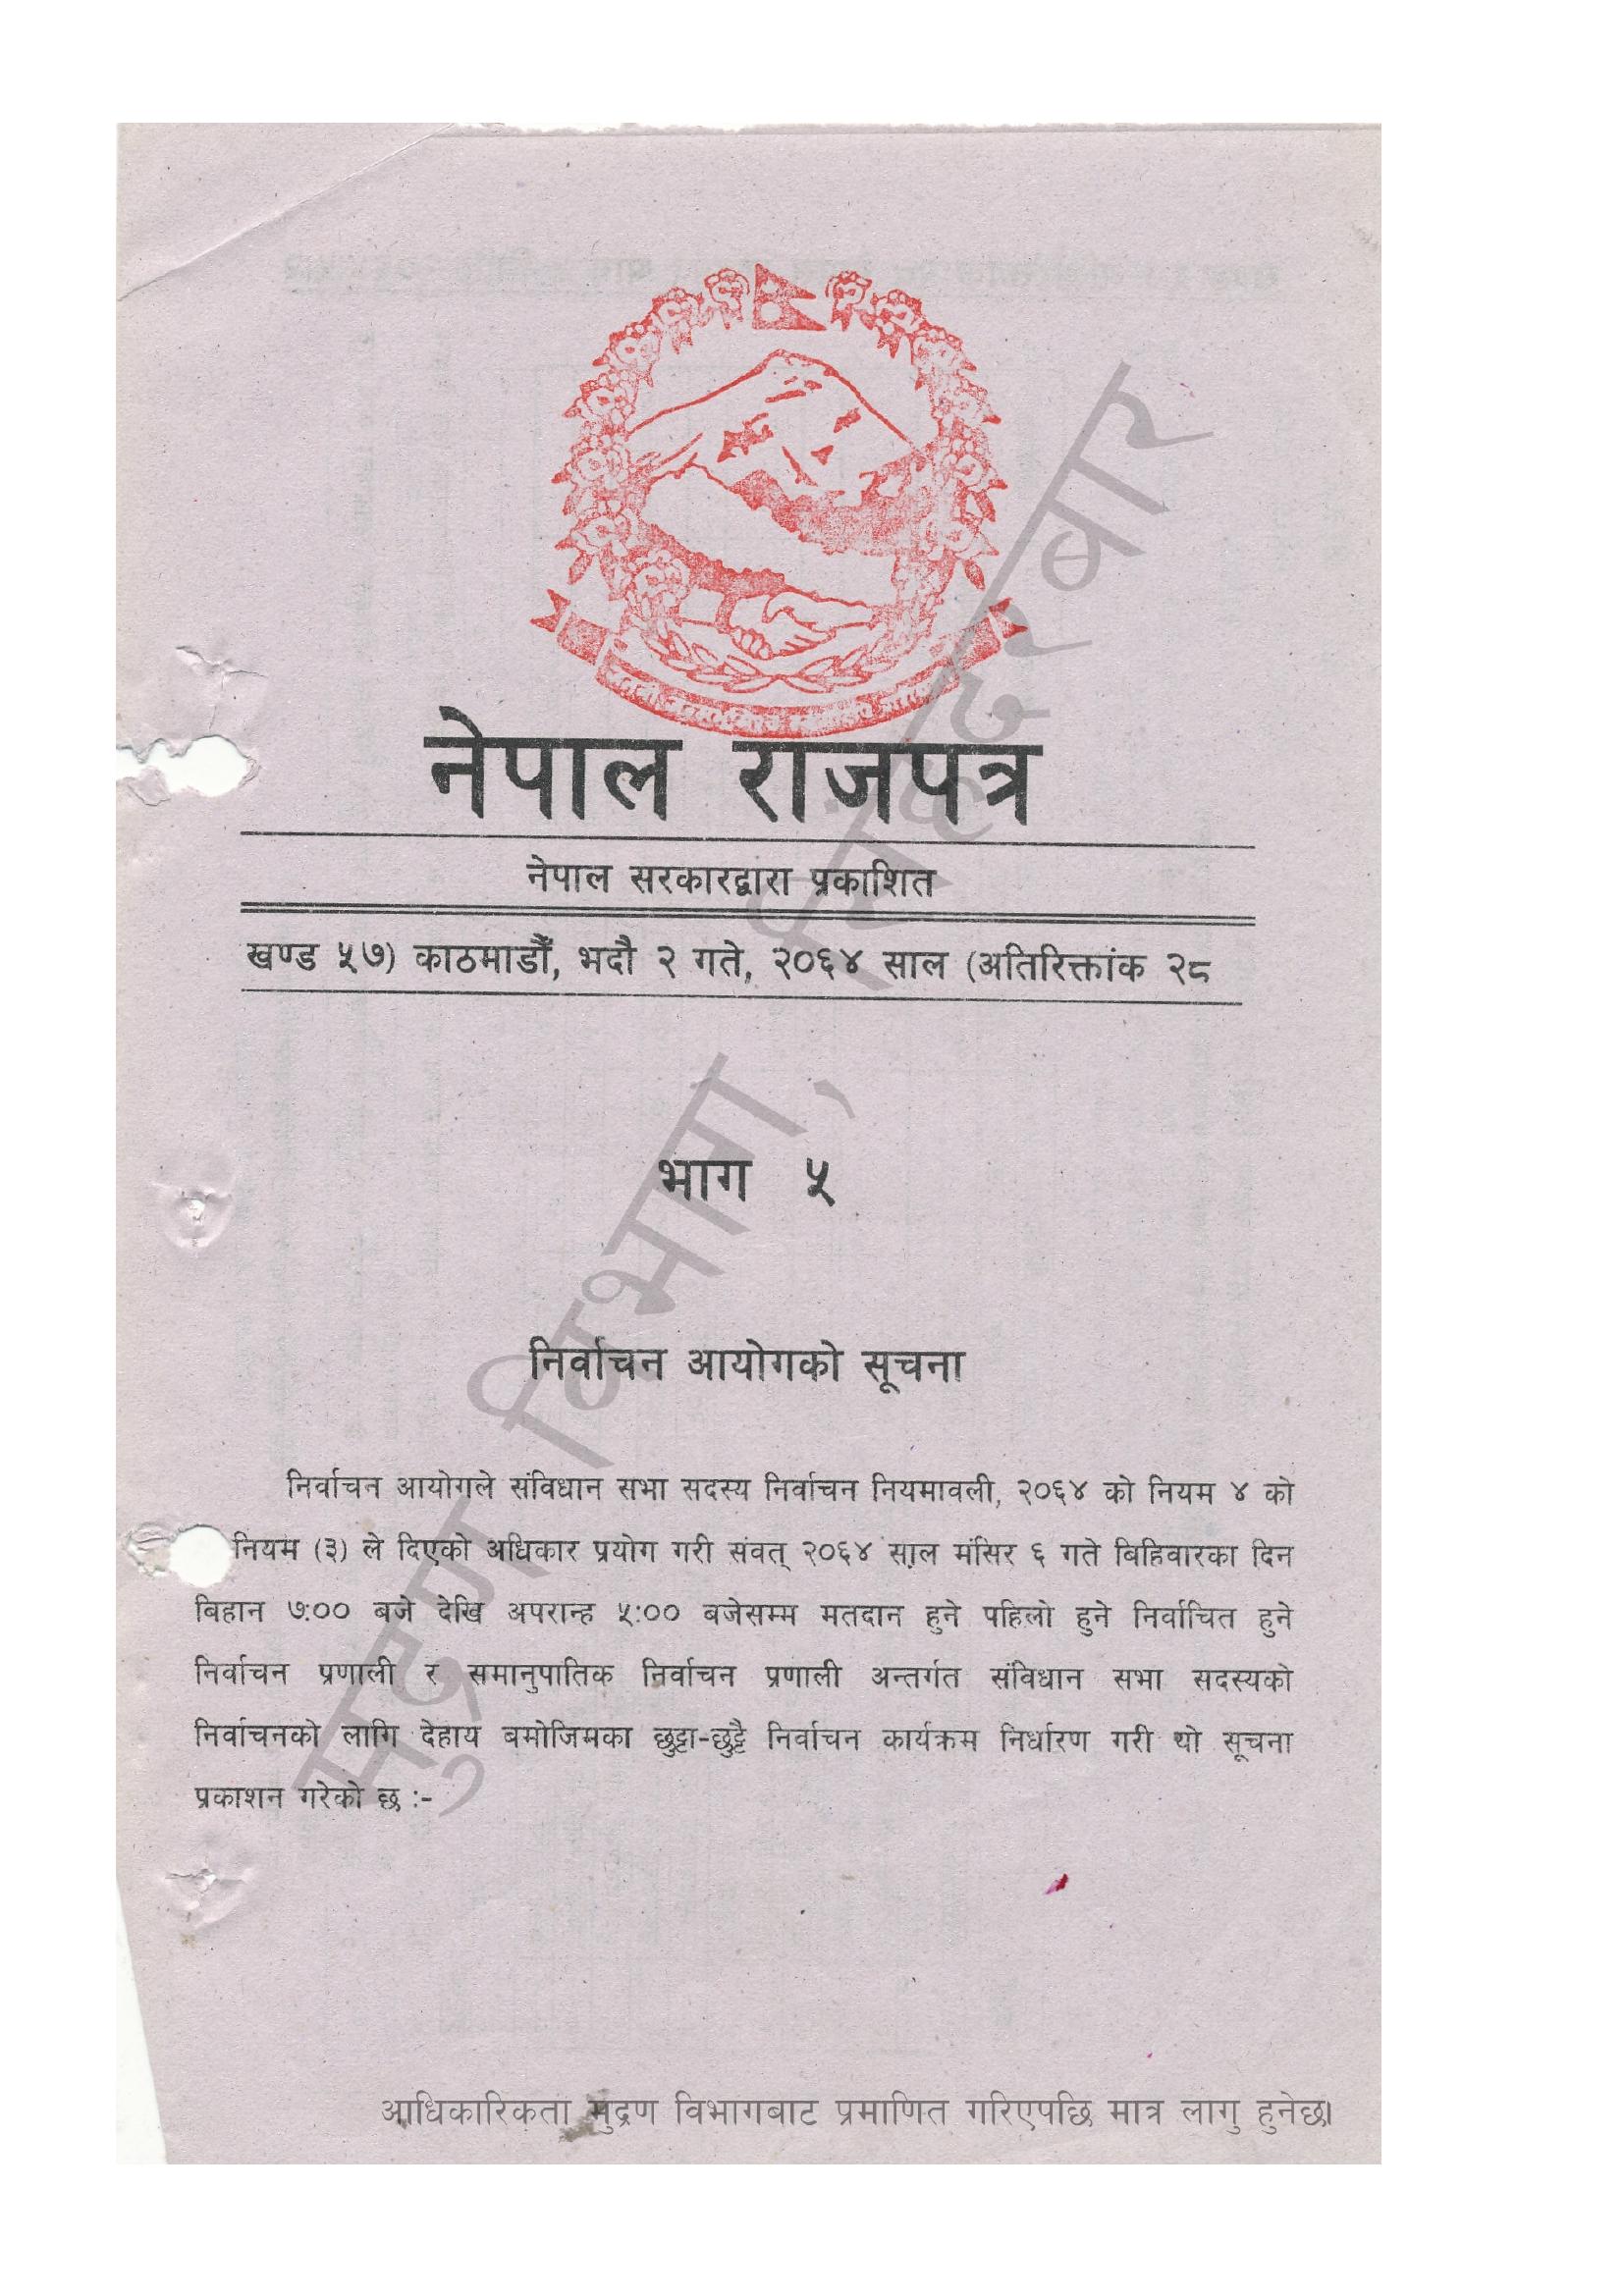 नेपाल राजपत्र
नेपाल सरकारद्वारा प्रकाशित
खण्ड ५७) काठमाडौँ, भदौ २ गते, २०६४ साल (अतिरिक्तांक २८
भाग ५
निर्वाचन आयोगको सूचना
निर्वाचन आयोगले संविधान सभा सदस्य निर्वाचन नियमावली, २०६४ को नियम ४ को
नियम (३) ले दिएको अधिकार प्रयोग गरी संवत् २०६४ साल मंसिर ६ गते बिहिवारका दिन
बिहान ७:०० बजे देखि अपरान्ह ५:०० बजेसम्म मतदान हुने पहिलो हुने निर्वाचित हुने
निर्वाचन प्रणाली र समानुपातिक निर्वाचन प्रणाली अन्तर्गत संविधान सभा सदस्यको
निर्वाचनको लागि देहाय बमोजिमका छुट्टा-छुट्टै निर्वाचन कार्यक्रम निर्धारण गरी यो सूचना
प्रकाशन गरेको छ :-
मुद्रण विभाग, सिंहदरबार
आधिकारिकता मुद्रण विभागबाट प्रमाणित गरिएपछि मात्र लागु हुनेछ।